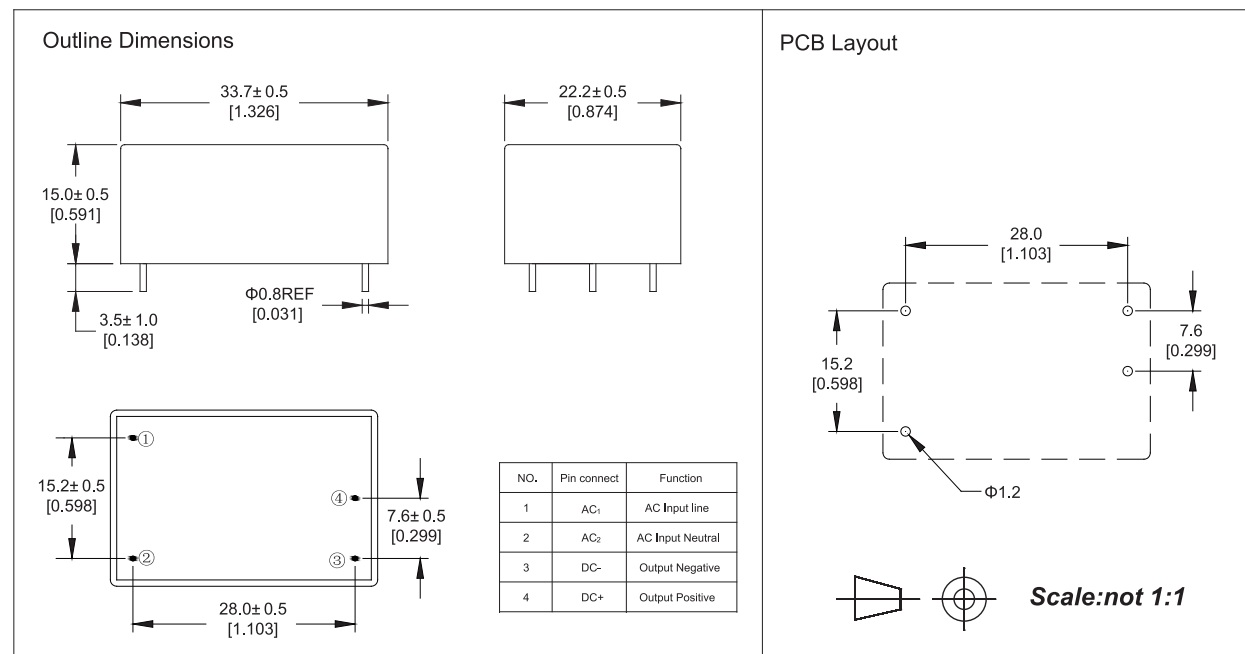 Outline Dimensions
33.7± 0.5
[1.326]
22.2± 0.5
[0.874]
15.0± 0.5
[0.591]
3.5± 1.0
[0.138]
Φ0.8REF
[0.031]
①
②
③
④
15.2± 0.5
[0.598]
7.6± 0.5
[0.299]
28.0± 0.5
[1.103]
NO. Pin connect Function
1 AC₁ AC Input line
2 AC₂ AC Input Neutral
3 DC- Output Negative
4 DC+ Output Positive
PCB Layout
28.0
[1.103]
15.2
[0.598]
7.6
[0.299]
Φ1.2
Scale:not 1:1